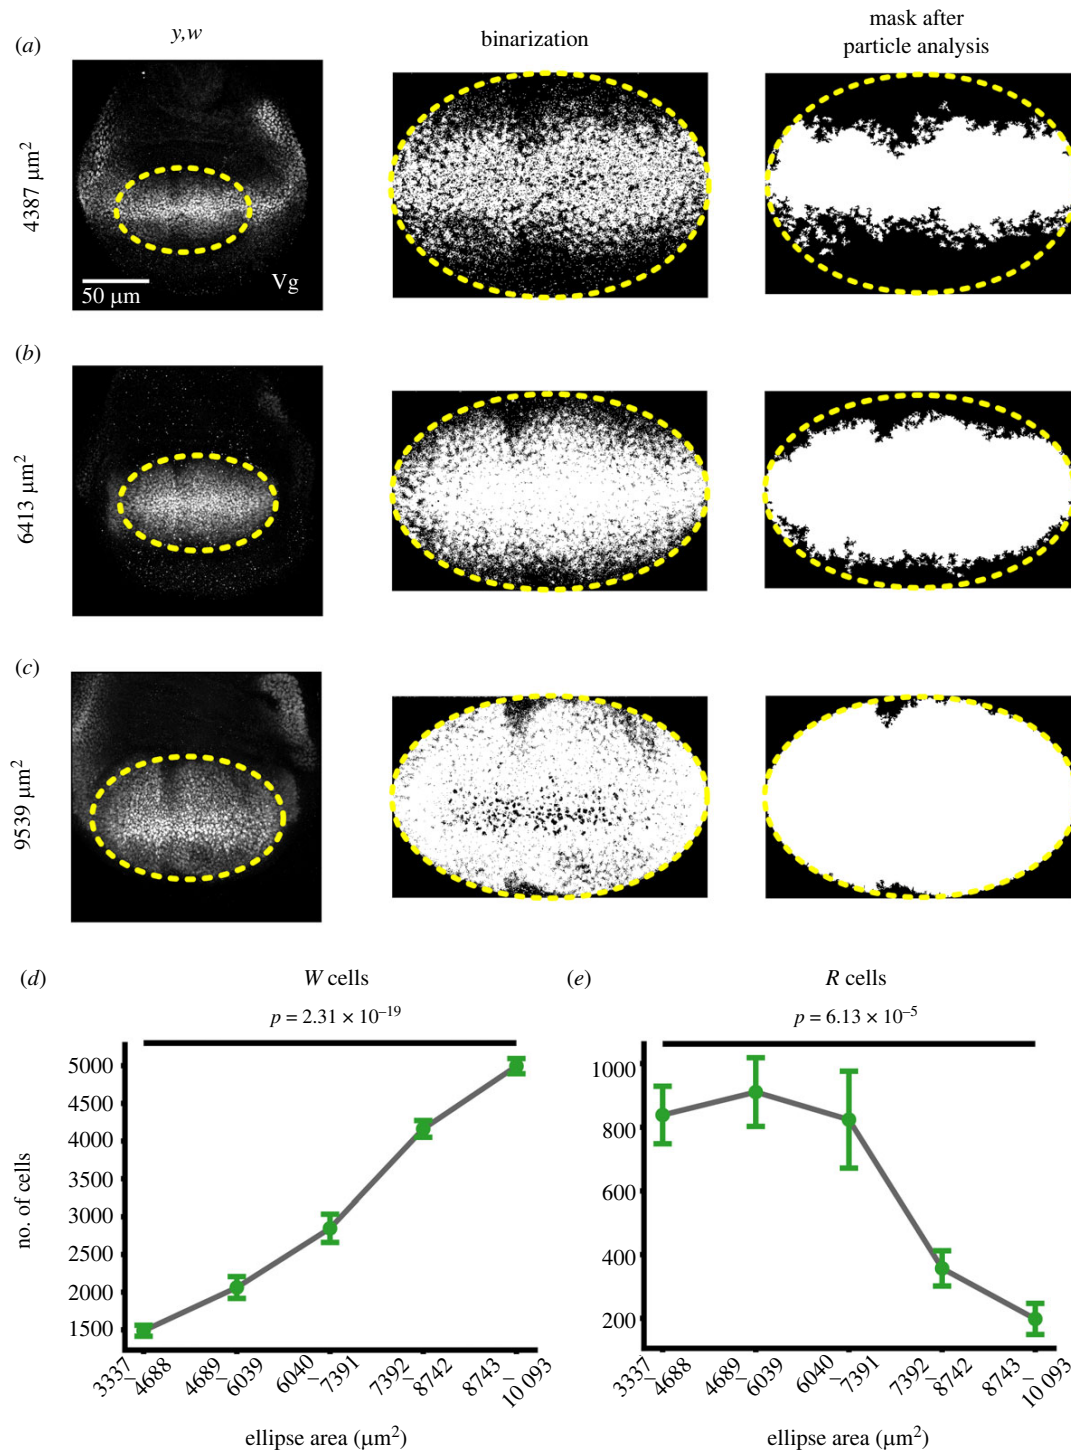 (a)
y,w
binarization
mask after
particle analysis
4387 μm²
50 μm
Vg
(b)
6413 μm²
(c)
9539 μm²
(d)
W cells
p = 2.31 × 10⁻¹⁹
no. of cells
5000
4500
4000
3500
3000
2500
2000
1500
337–4688
4689–6039
6040–7391
7392–8742
8743–10 093
ellipse area (μm²)
(e)
R cells
p = 6.13 × 10⁻⁵
1000
800
600
400
200
337–4688
4689–6039
6040–7391
7392–8742
8743–10 093
ellipse area (μm²)